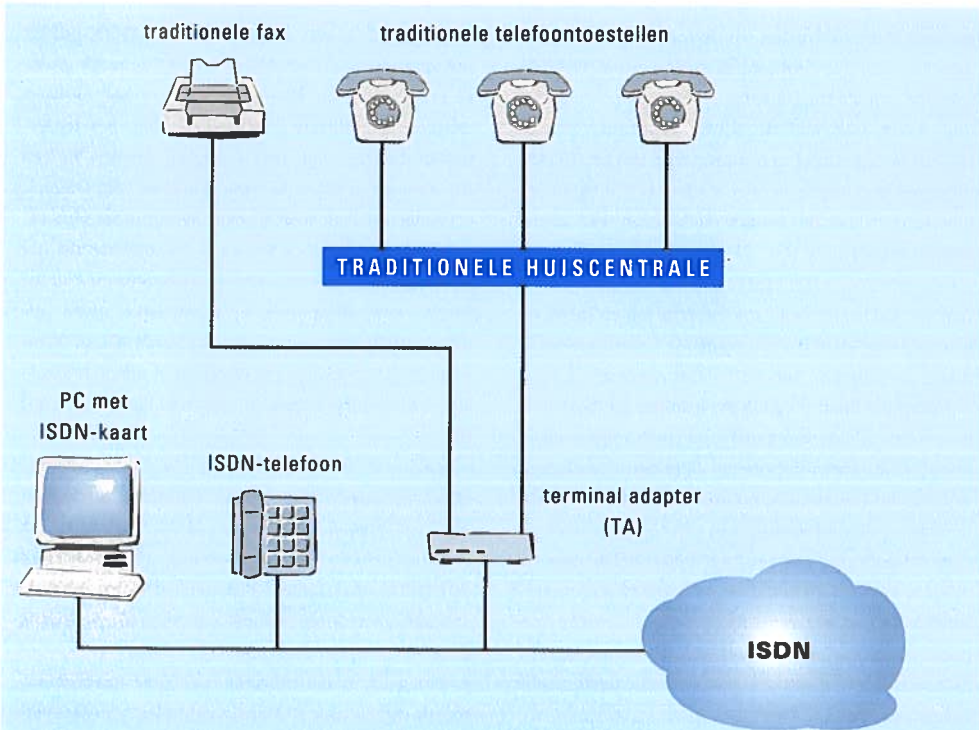 traditionele fax
traditionele telefoontoestellen
TRADITIONELE HUISCENTRALE
PC met
ISDN-kaart
ISDN-telefoon
terminal adapter
(TA)
ISDN